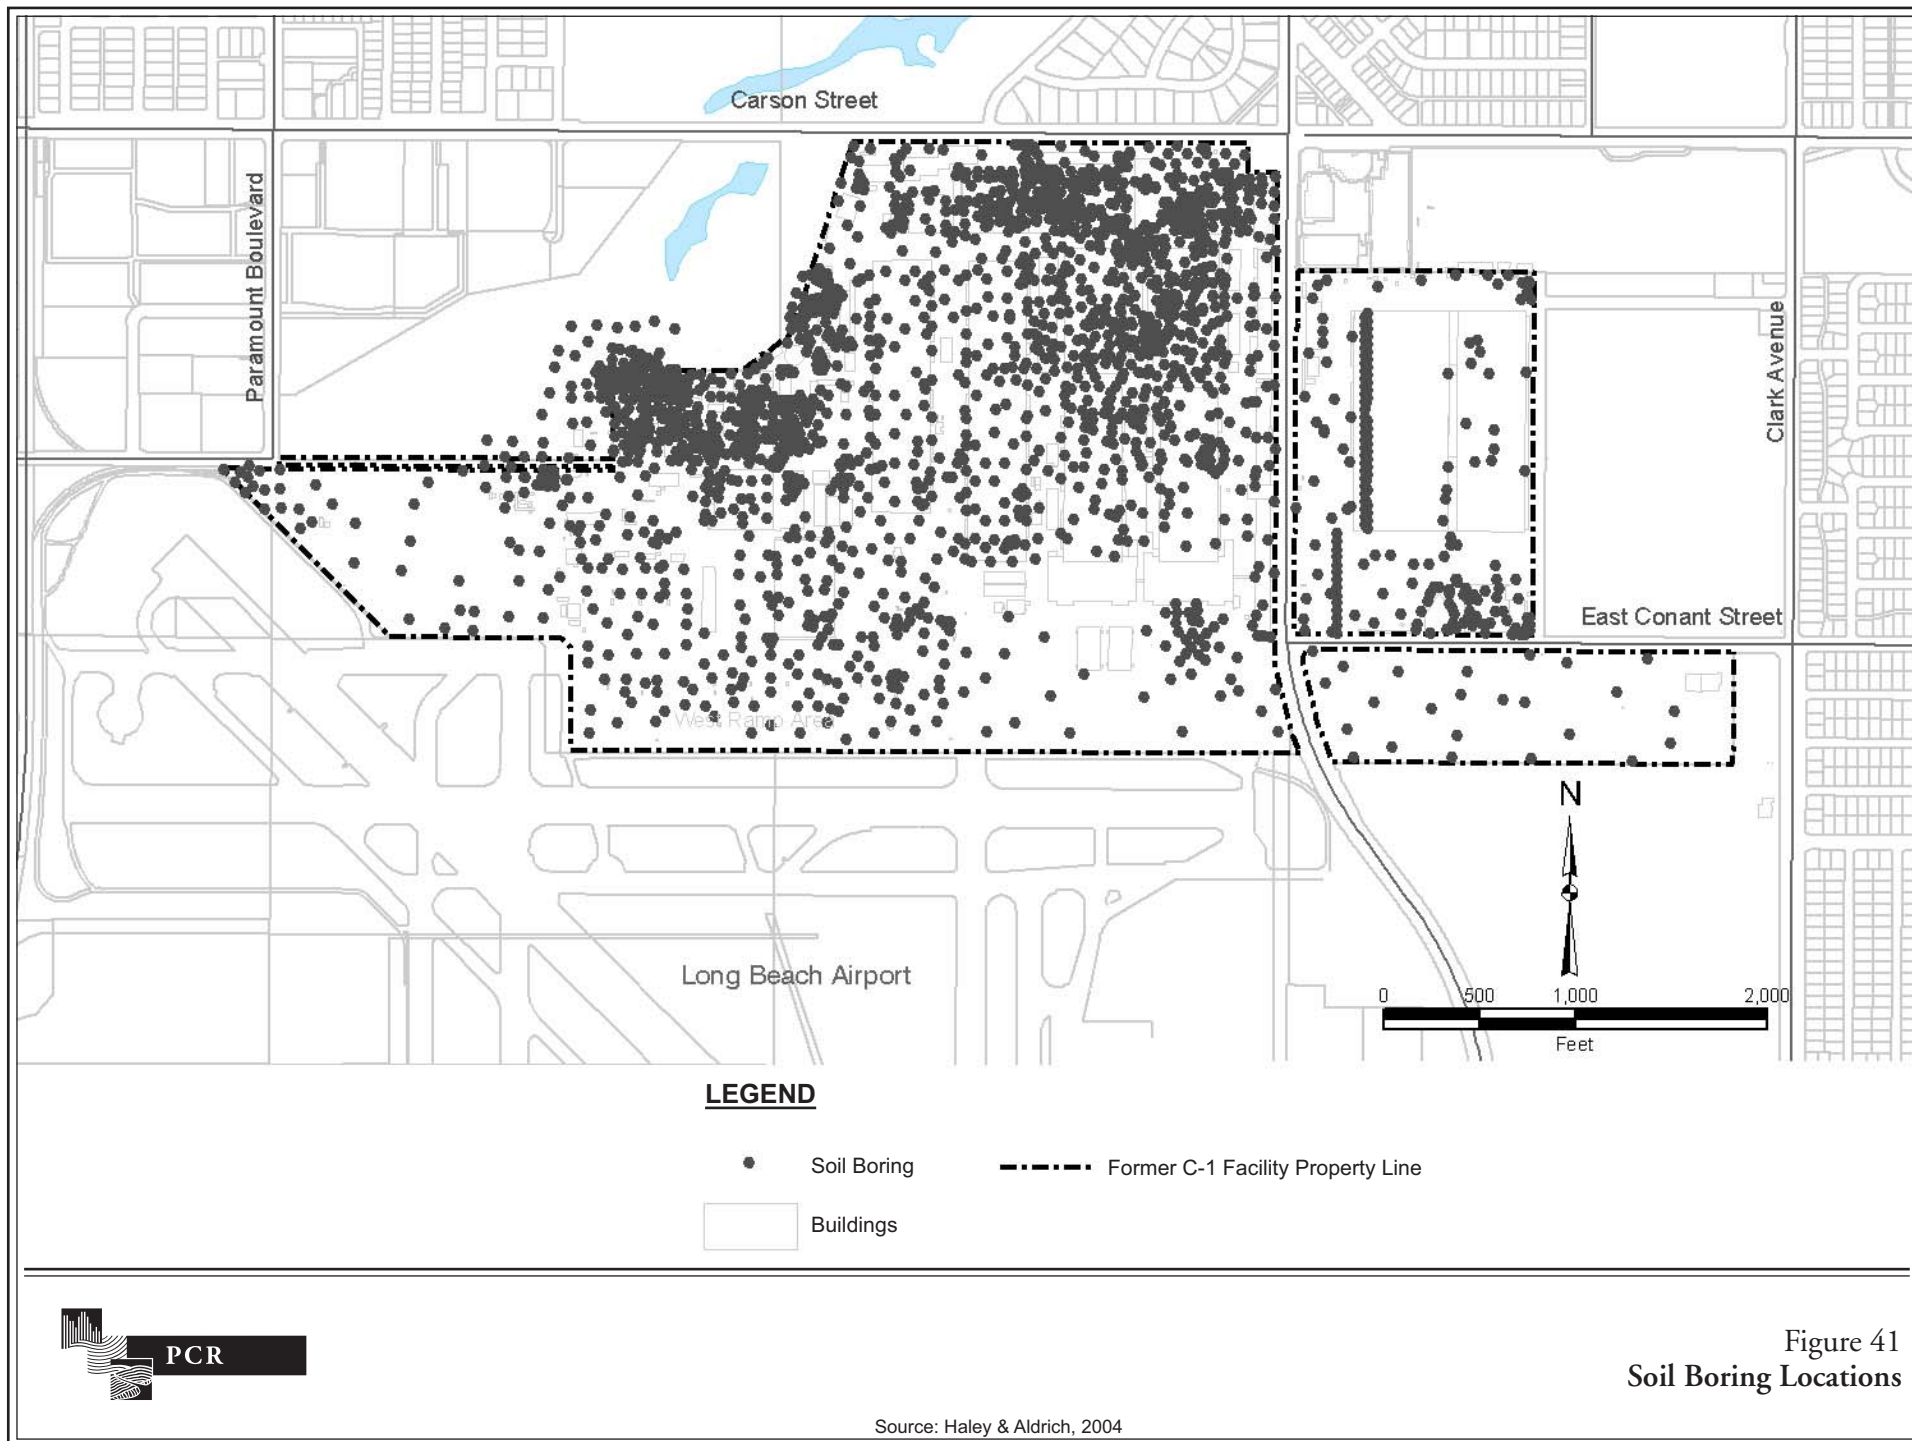 Carson Street
Paramount Boulevard
Clark Avenue
East Conant Street
West Ramp Area
N
Long Beach Airport
0 500 1,000 2,000
Feet
LEGEND
Soil Boring
Former C-1 Facility Property Line
Buildings
PCR
Figure 41
Soil Boring Locations
Source: Haley & Aldrich, 2004